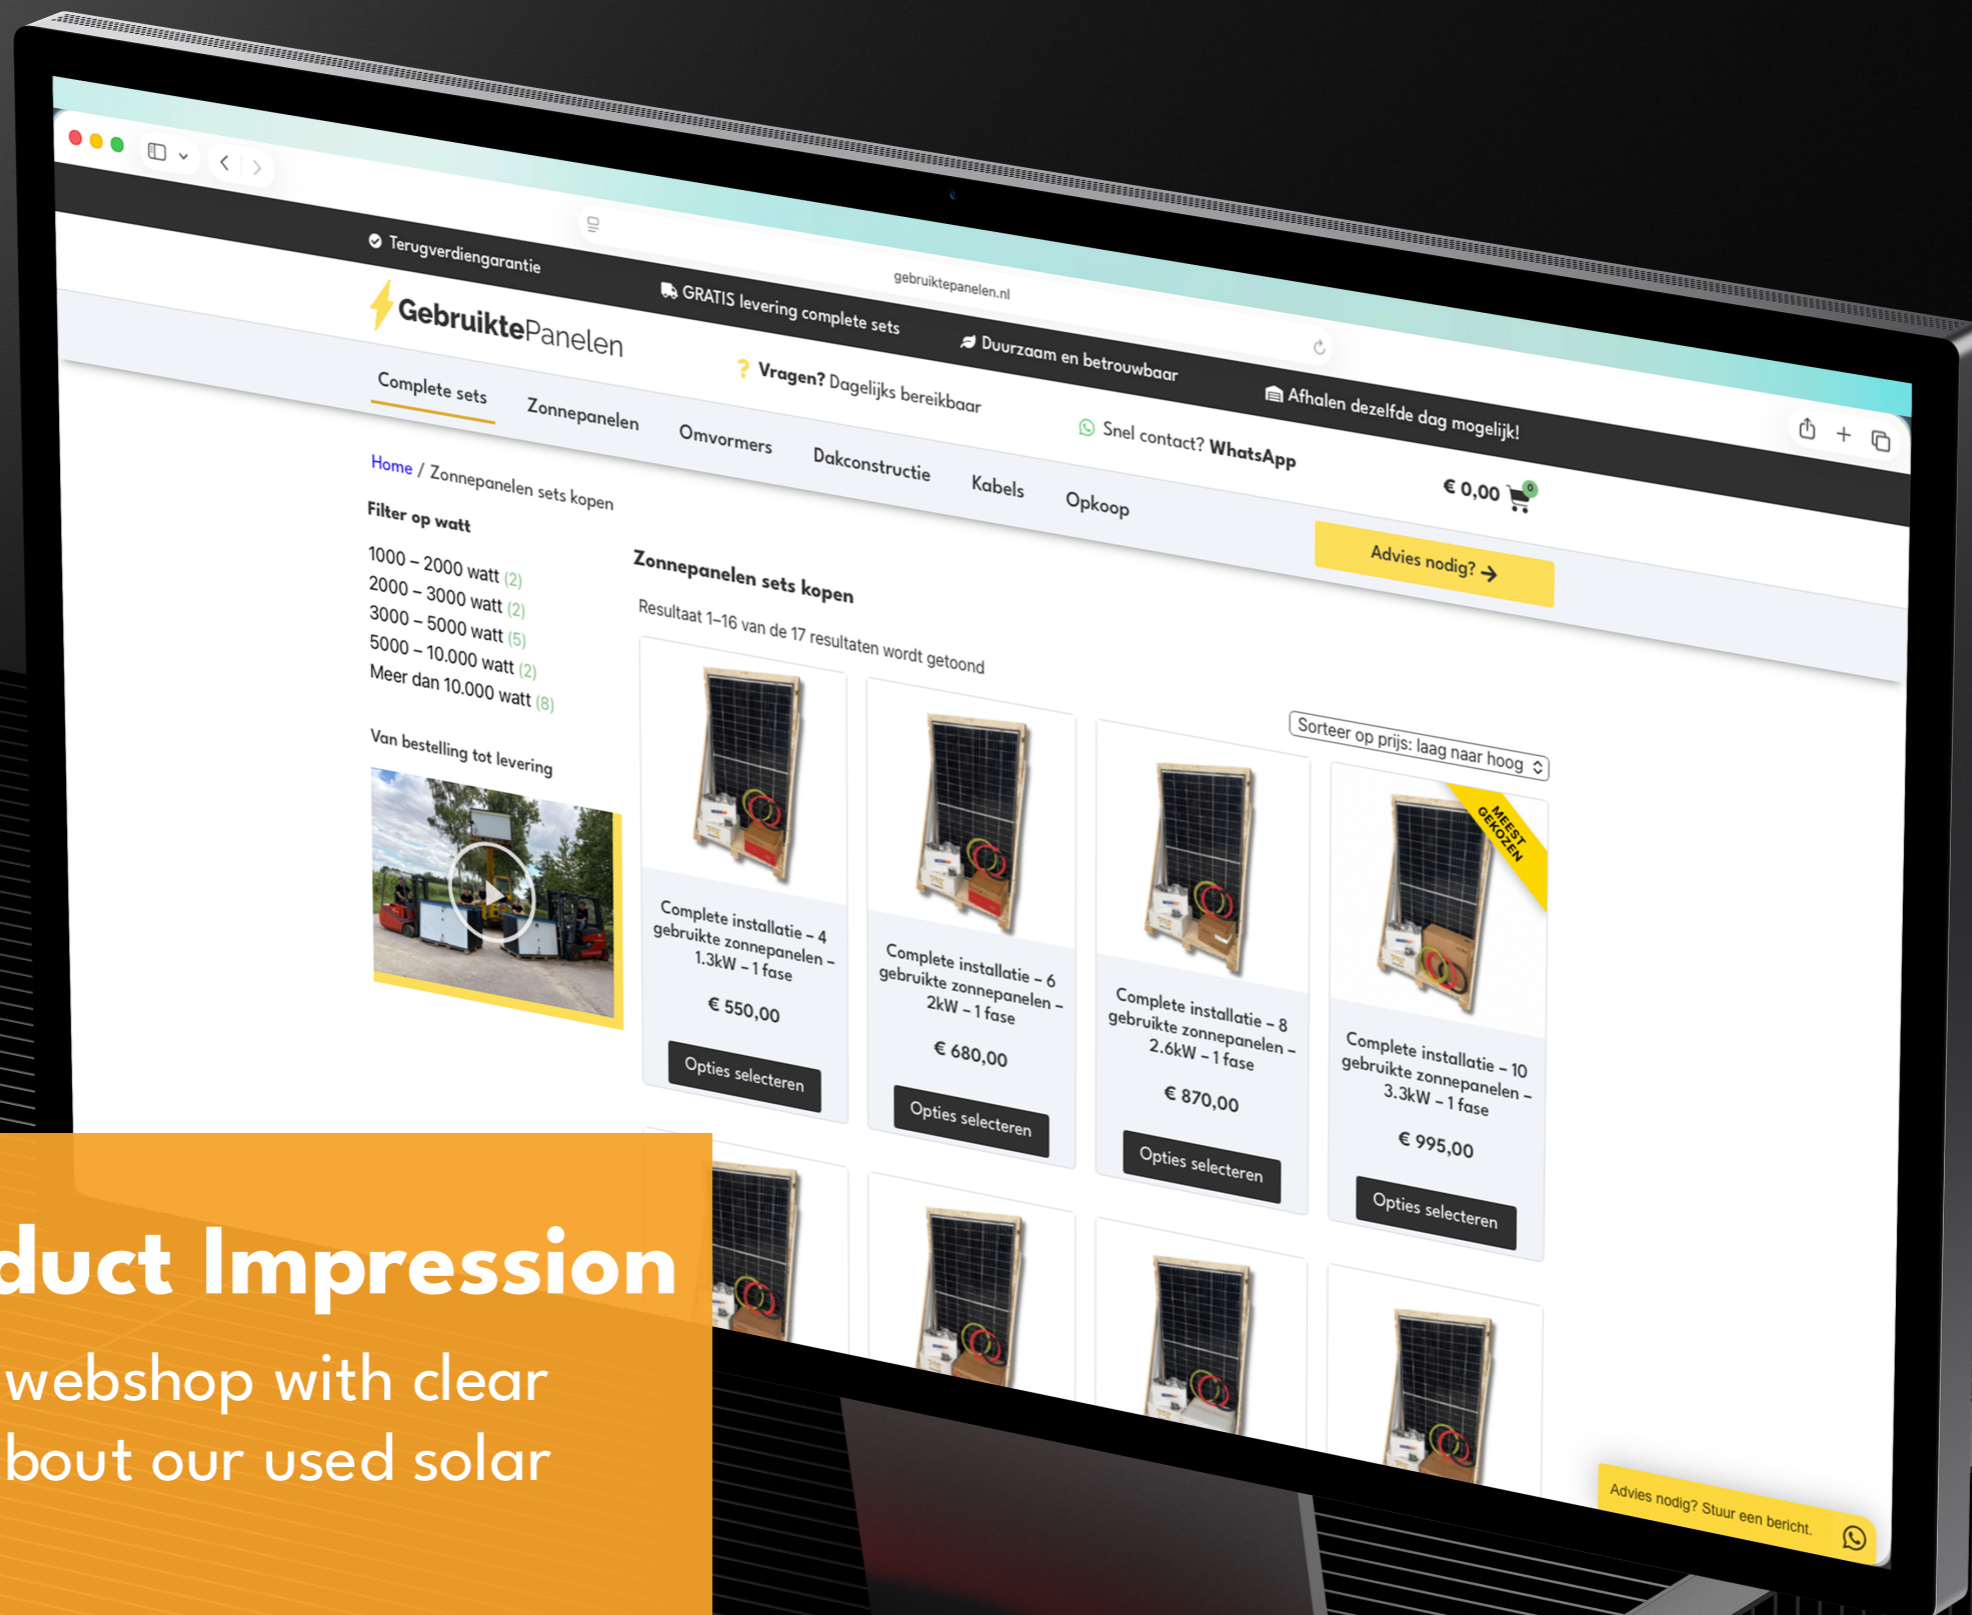 gebruiktepanelen.nl
Terugverdiengarantie
GRATIS levering complete sets
Duurzaam en betrouwbaar
Afhalen dezelfde dag mogelijk!
GebruiktePanelen
? Vragen? Dagelijks bereikbaar
Snel contact? WhatsApp
€ 0,00
0
Complete sets
Zonnepanelen
Omvormers
Dakconstructie
Kabels
Opkoop
Advies nodig? →
Home / Zonnepanelen sets kopen
Filter op watt
1000 – 2000 watt (2)
2000 – 3000 watt (2)
3000 – 5000 watt (5)
5000 – 10.000 watt (2)
Meer dan 10.000 watt (8)
Van bestelling tot levering
Zonnepanelen sets kopen
Resultaat 1–16 van de 17 resultaten wordt getoond
Sorteer op prijs: laag naar hoog
Complete installatie – 4
gebruikte zonnepanelen –
1.3kW – 1 fase
€ 550,00
Opties selecteren
Complete installatie – 6
gebruikte zonnepanelen –
2kW – 1 fase
€ 680,00
Opties selecteren
Complete installatie – 8
gebruikte zonnepanelen –
2.6kW – 1 fase
€ 870,00
Opties selecteren
MEEST
GEKOZEN
Complete installatie – 10
gebruikte zonnepanelen –
3.3kW – 1 fase
€ 995,00
Opties selecteren
duct Impression
webshop with clear
bout our used solar
Advies nodig? Stuur een bericht.